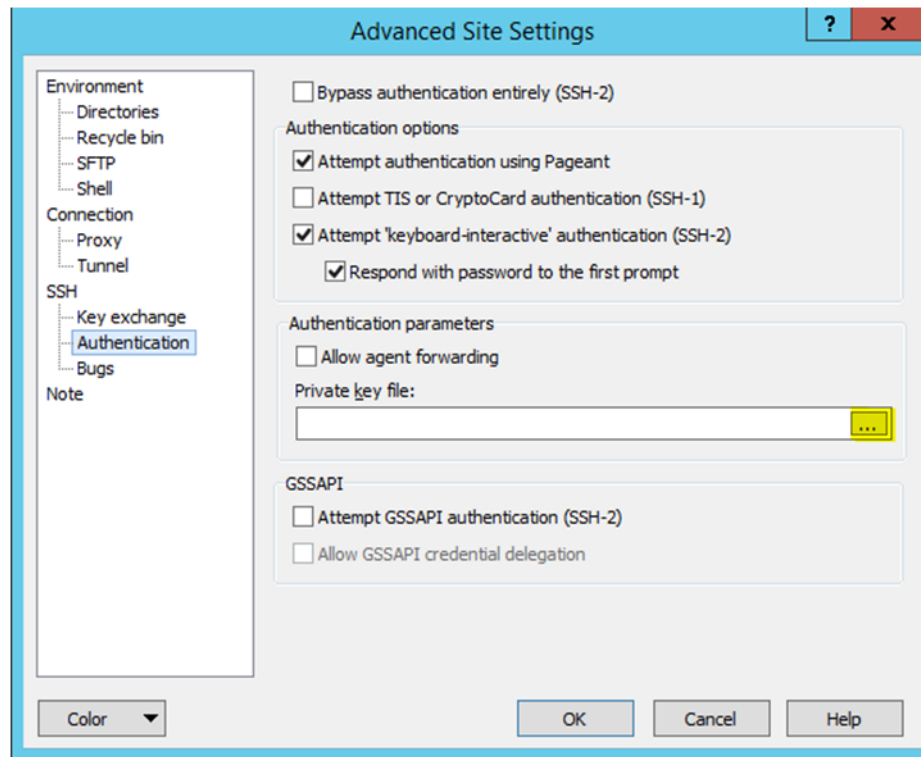 Advanced Site Settings
? x
Environment
Directories
Recycle bin
SFTP
Shell
Connection
Proxy
Tunnel
SSH
Key exchange
Authentication
Bugs
Note
Bypass authentication entirely (SSH-2)
Authentication options
Attempt authentication using Pageant
Attempt TIS or CryptoCard authentication (SSH-1)
Attempt 'keyboard-interactive' authentication (SSH-2)
Respond with password to the first prompt
Authentication parameters
Allow agent forwarding
Private key file:
...
GSSAPI
Attempt GSSAPI authentication (SSH-2)
Allow GSSAPI credential delegation
Color
OK
Cancel
Help